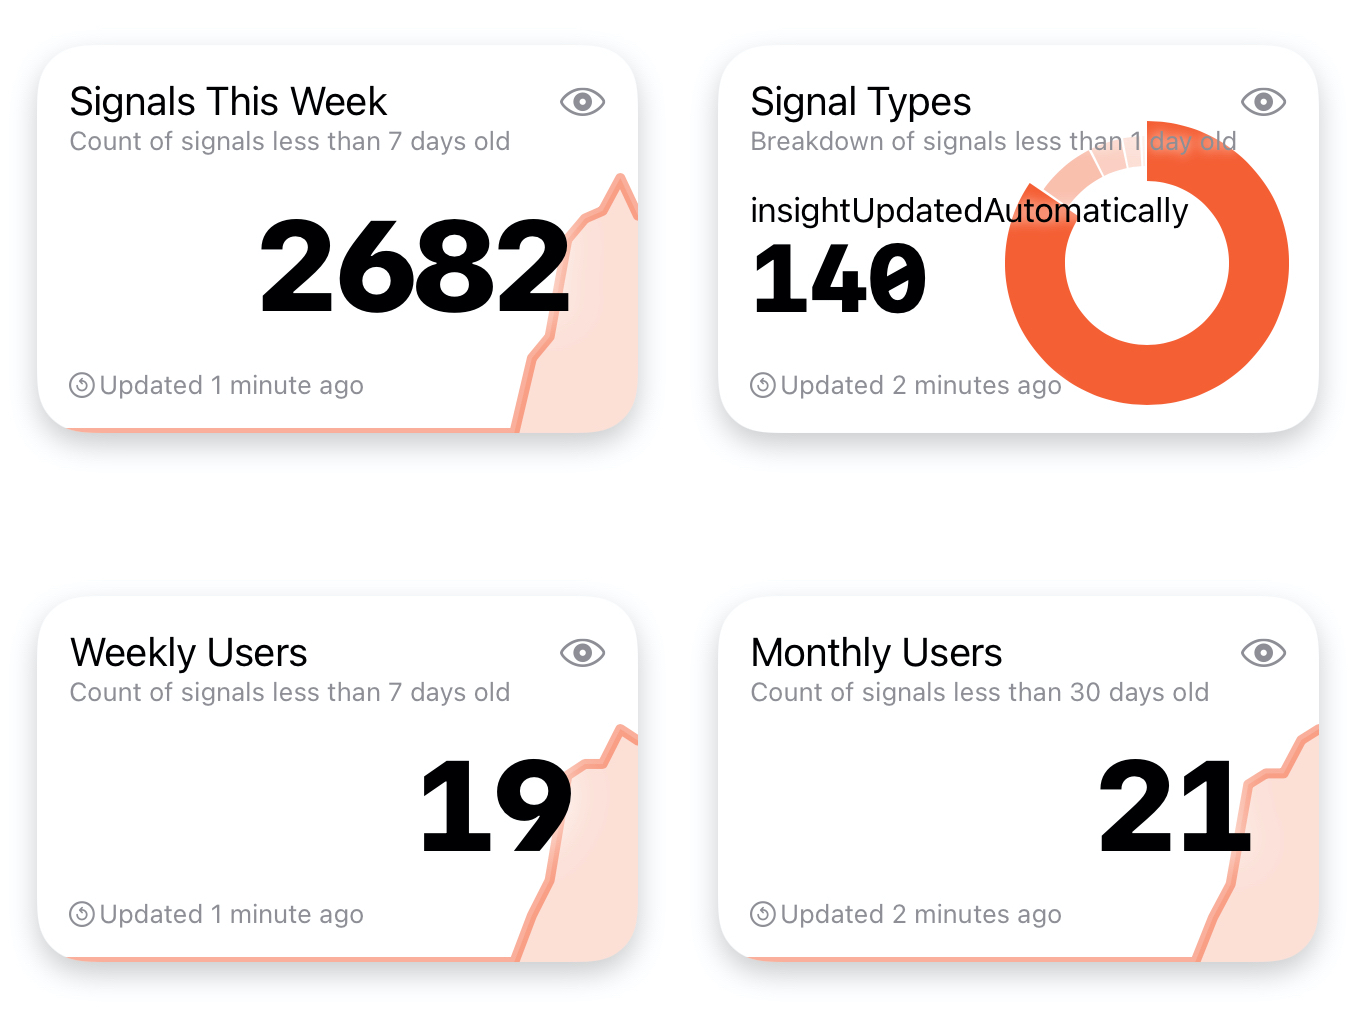 Signals This Week
Count of signals less than 7 days old
2682
Updated 1 minute ago
Signal Types
Breakdown of signals less than 1 day old
insightUpdatedAutomatically
140
Updated 2 minutes ago
Weekly Users
Count of signals less than 7 days old
19
Updated 1 minute ago
Monthly Users
Count of signals less than 30 days old
21
Updated 2 minutes ago